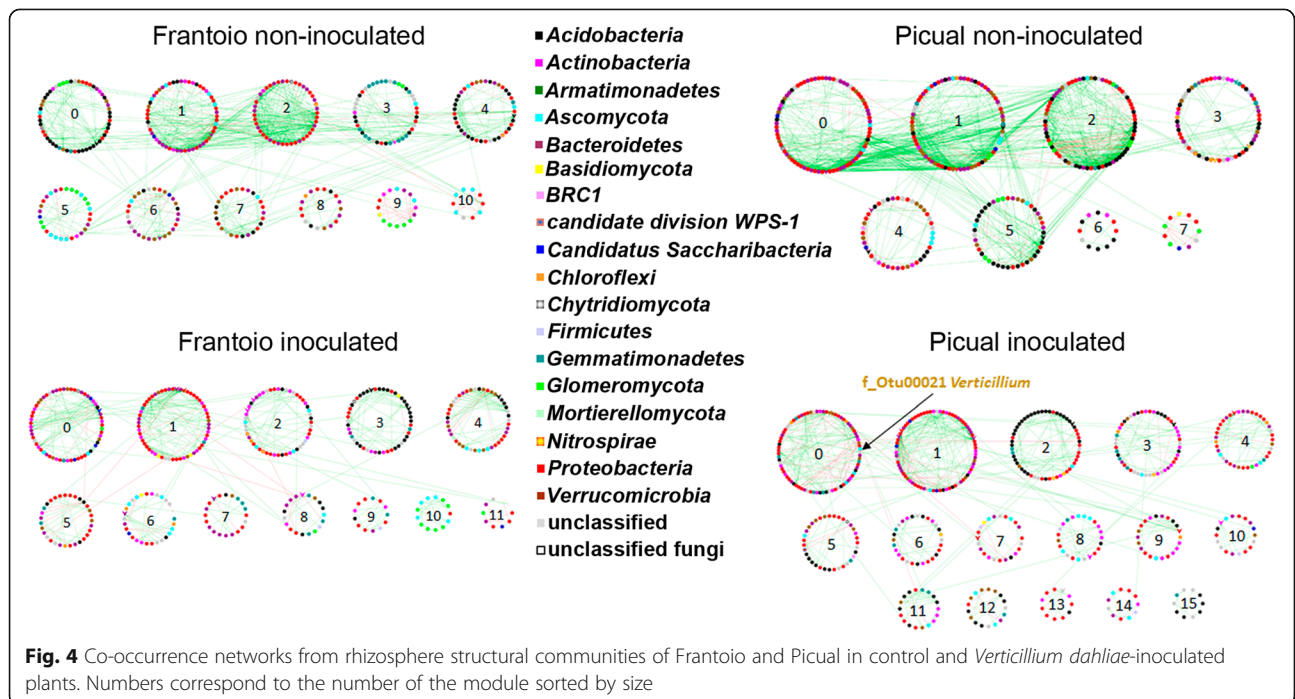 Frantoio non-inoculated
0
1
2
3
4
5
6
7
8
9
10
Frantoio inoculated
0
1
2
3
4
5
6
7
8
9
10
11
Acidobacteria
Actinobacteria
Armatimonadetes
Ascomycota
Bacteroidetes
Basidiomycota
BRC1
candidate division WPS-1
Candidatus Saccharibacteria
Chloroflexi
Chytridiomycota
Firmicutes
Gemmatimonadetes
Glomeromycota
Mortierellomycota
Nitrospirae
Proteobacteria
Verrucomicrobia
unclassified
unclassified fungi
Picual non-inoculated
0
1
2
3
4
5
6
7
Picual inoculated
f_Otu00021 Verticillium
0
1
2
3
4
5
6
7
8
9
10
11
12
13
14
15
Fig. 4 Co-occurrence networks from rhizosphere structural communities of Frantoio and Picual in control and Verticillium dahliae-inoculated
plants. Numbers correspond to the number of the module sorted by size